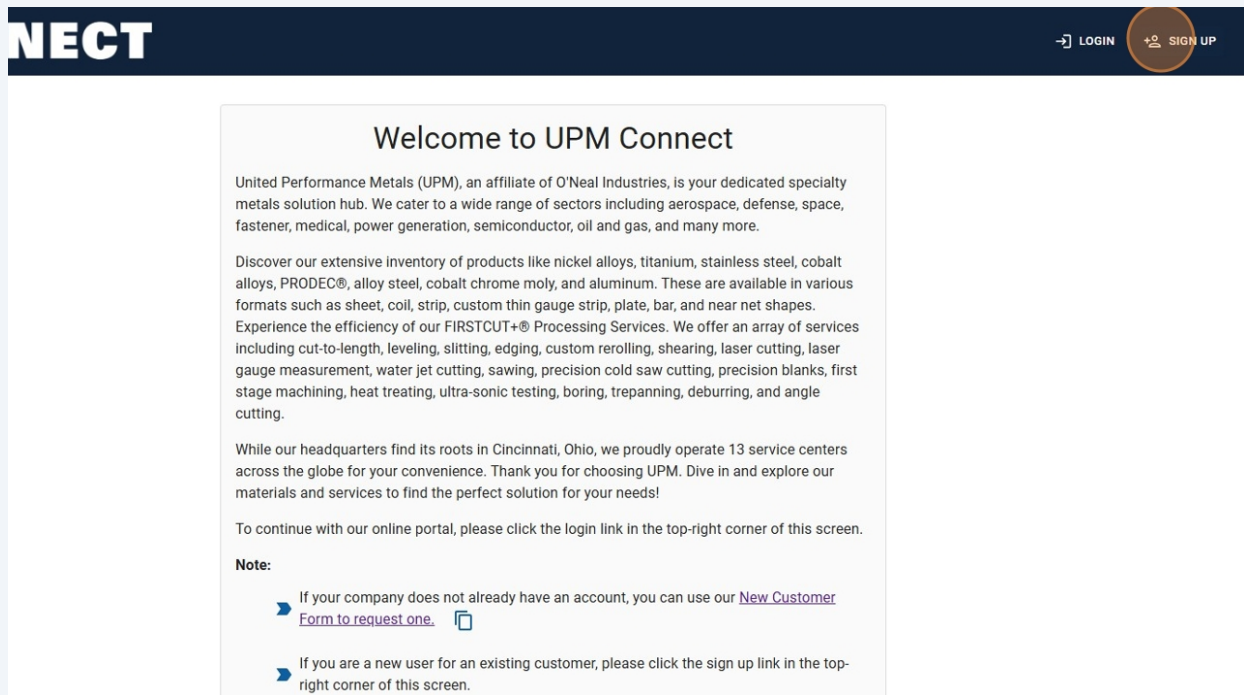 NECT
LOGIN
SIGN UP
Welcome to UPM Connect
United Performance Metals (UPM), an affiliate of O'Neal Industries, is your dedicated specialty
metals solution hub. We cater to a wide range of sectors including aerospace, defense, space,
fastener, medical, power generation, semiconductor, oil and gas, and many more.
Discover our extensive inventory of products like nickel alloys, titanium, stainless steel, cobalt
alloys, PRODEC®, alloy steel, cobalt chrome moly, and aluminum. These are available in various
formats such as sheet, coil, strip, custom thin gauge strip, plate, bar, and near net shapes.
Experience the efficiency of our FIRSTCUT+® Processing Services. We offer an array of services
including cut-to-length, leveling, slitting, edging, custom rerolling, shearing, laser cutting, laser
gauge measurement, water jet cutting, sawing, precision cold saw cutting, precision blanks, first
stage machining, heat treating, ultra-sonic testing, boring, trepanning, deburring, and angle
cutting.
While our headquarters find its roots in Cincinnati, Ohio, we proudly operate 13 service centers
across the globe for your convenience. Thank you for choosing UPM. Dive in and explore our
materials and services to find the perfect solution for your needs!
To continue with our online portal, please click the login link in the top-right corner of this screen.
Note:
If your company does not already have an account, you can use our New Customer
Form to request one.
If you are a new user for an existing customer, please click the sign up link in the top-
right corner of this screen.